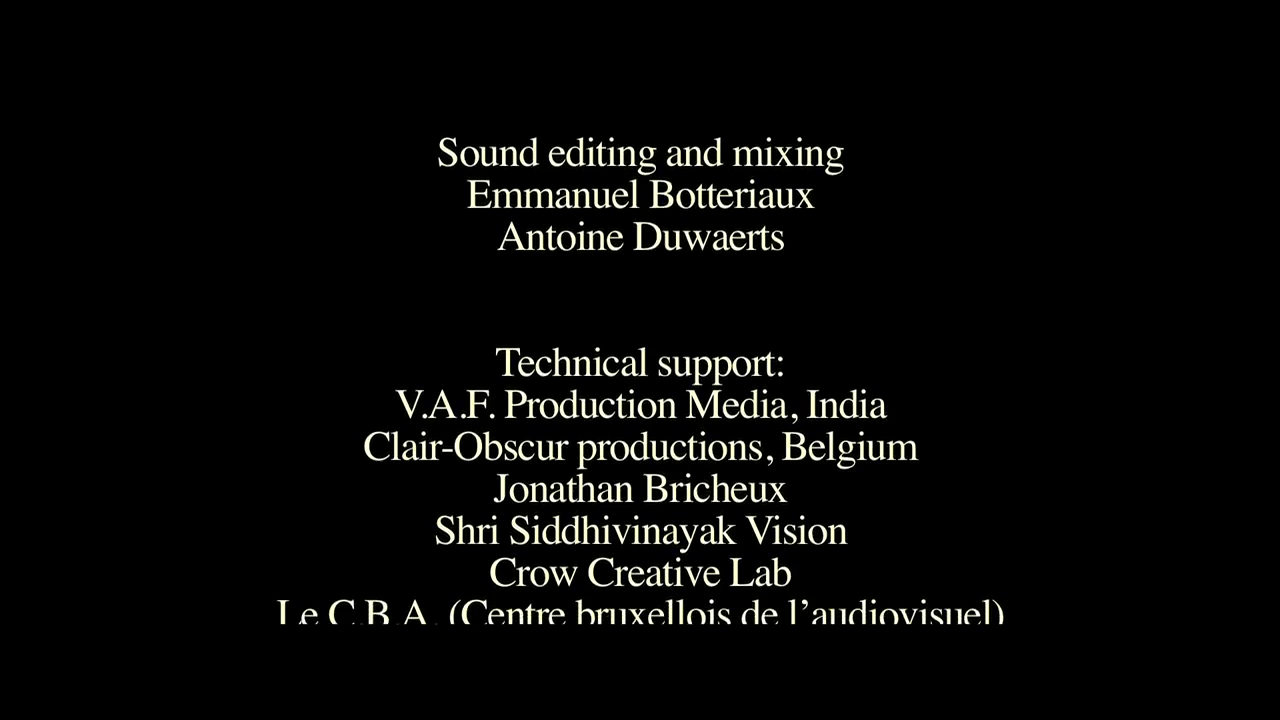 Sound editing and mixing
Emmanuel Botteriaux
Antoine Duwaerts
Technical support:
V.A.F. Production Media, India
Clair-Obscur productions, Belgium
Jonathan Bricheux
Shri Siddhivinayak Vision
Crow Creative Lab
Le C.B.A. (Centre bruxellois de l’audiovisuel)